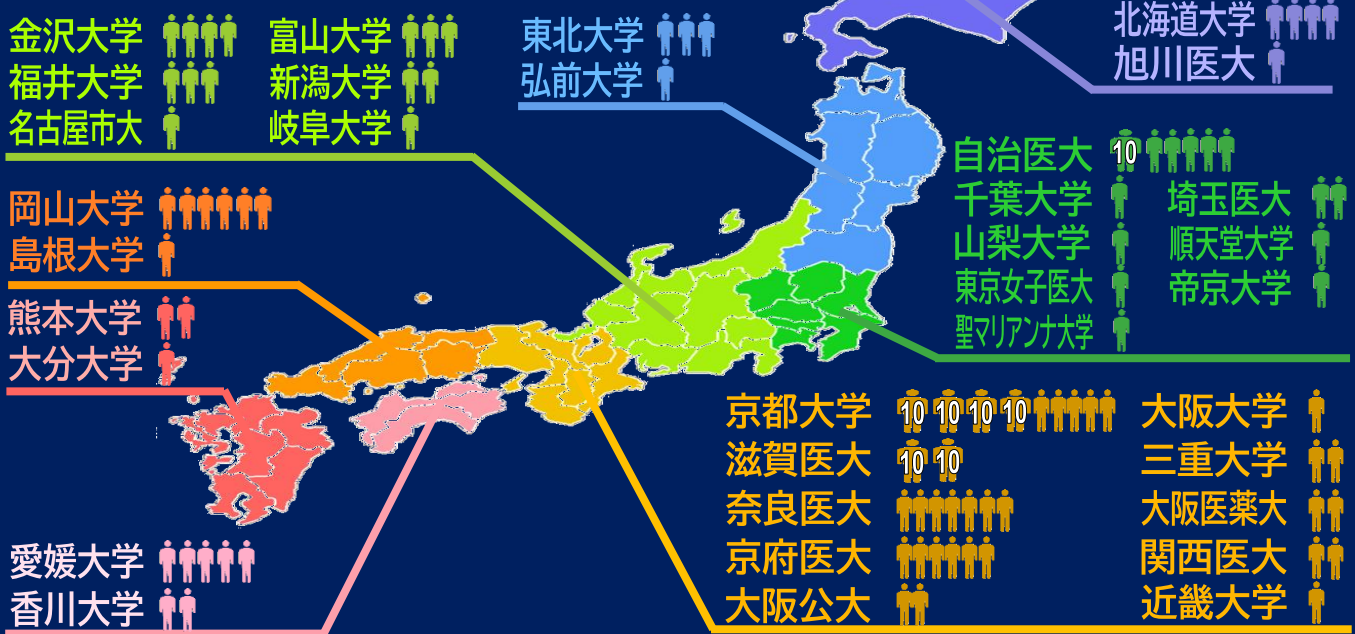 金沢大学
富山大学
福井大学
新潟大学
名古屋市大
岐阜大学
東北大学
弘前大学
北海道大学
旭川医大
岡山大学
島根大学
熊本大学
大分大学
自治医大 10
千葉大学
埼玉医大
山梨大学
順天堂大学
東京女子医大
帝京大学
聖マリアンナ大学
京都大学 10 10 10 10
大阪大学
滋賀医大 10 10
三重大学
奈良医大
大阪医薬大
京府医大
関西医大
大阪公大
近畿大学
愛媛大学
香川大学